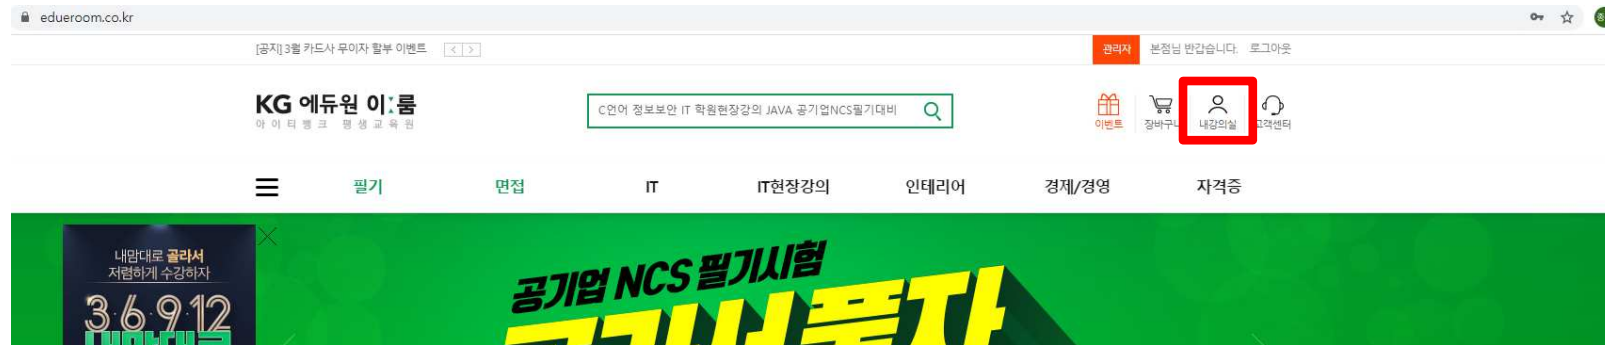 edueroom.co.kr
[공지] 3월 카드사 무이자 할부 이벤트
관리자 본점님 반갑습니다. 로그아웃
KG 에듀원 이:룸
아이티뱅크 평생교육원
C언어 정보보안 IT 학원현장강의 JAVA 공기업NCS필기대비
이벤트 장바구니 내강의실 고객센터
필기 면접 IT IT현장강의 인테리어 경제/경영 자격증
내맘대로 골라서
저렴하게 수강하자
3·6·9·12
내맘대로
공기업 NCS 필기시험